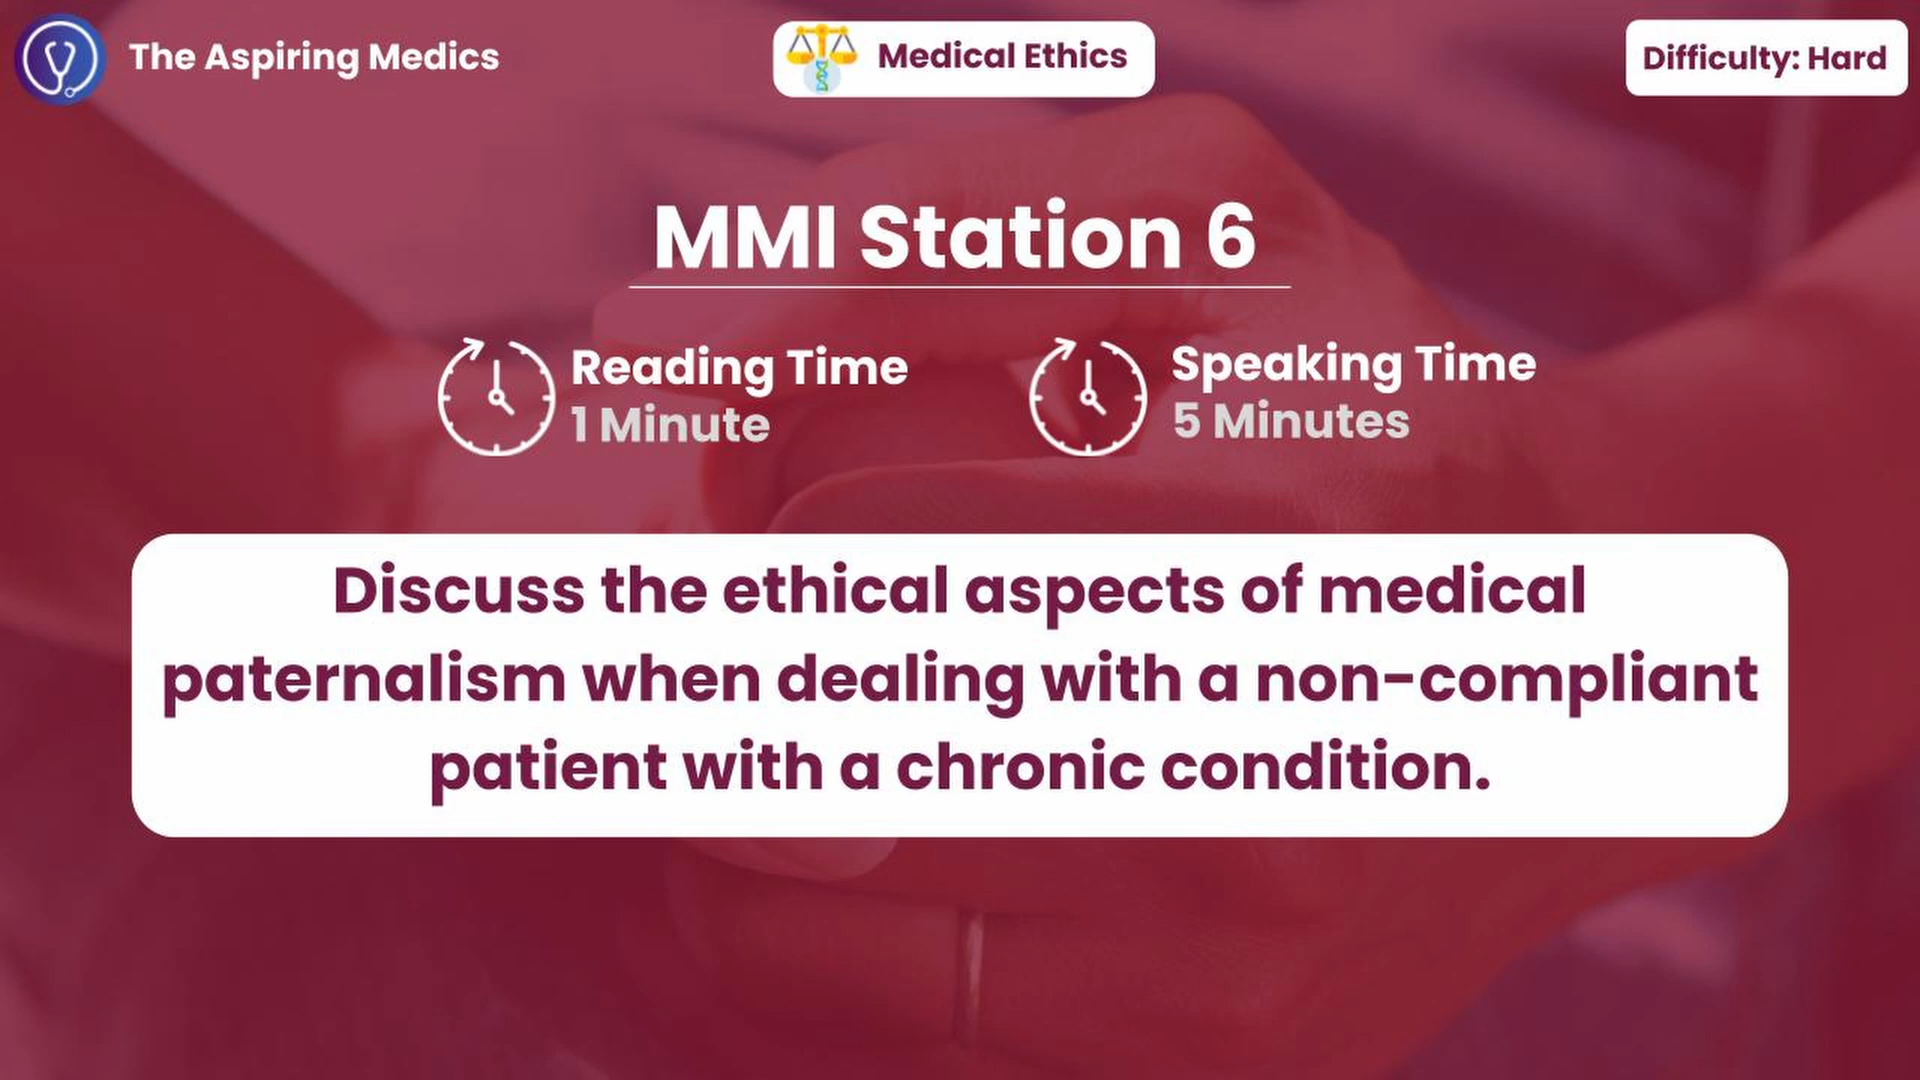 The Aspiring Medics
Medical Ethics
Difficulty: Hard
MMI Station 6
Reading Time
1 Minute
Speaking Time
5 Minutes
Discuss the ethical aspects of medical
paternalism when dealing with a non-compliant
patient with a chronic condition.